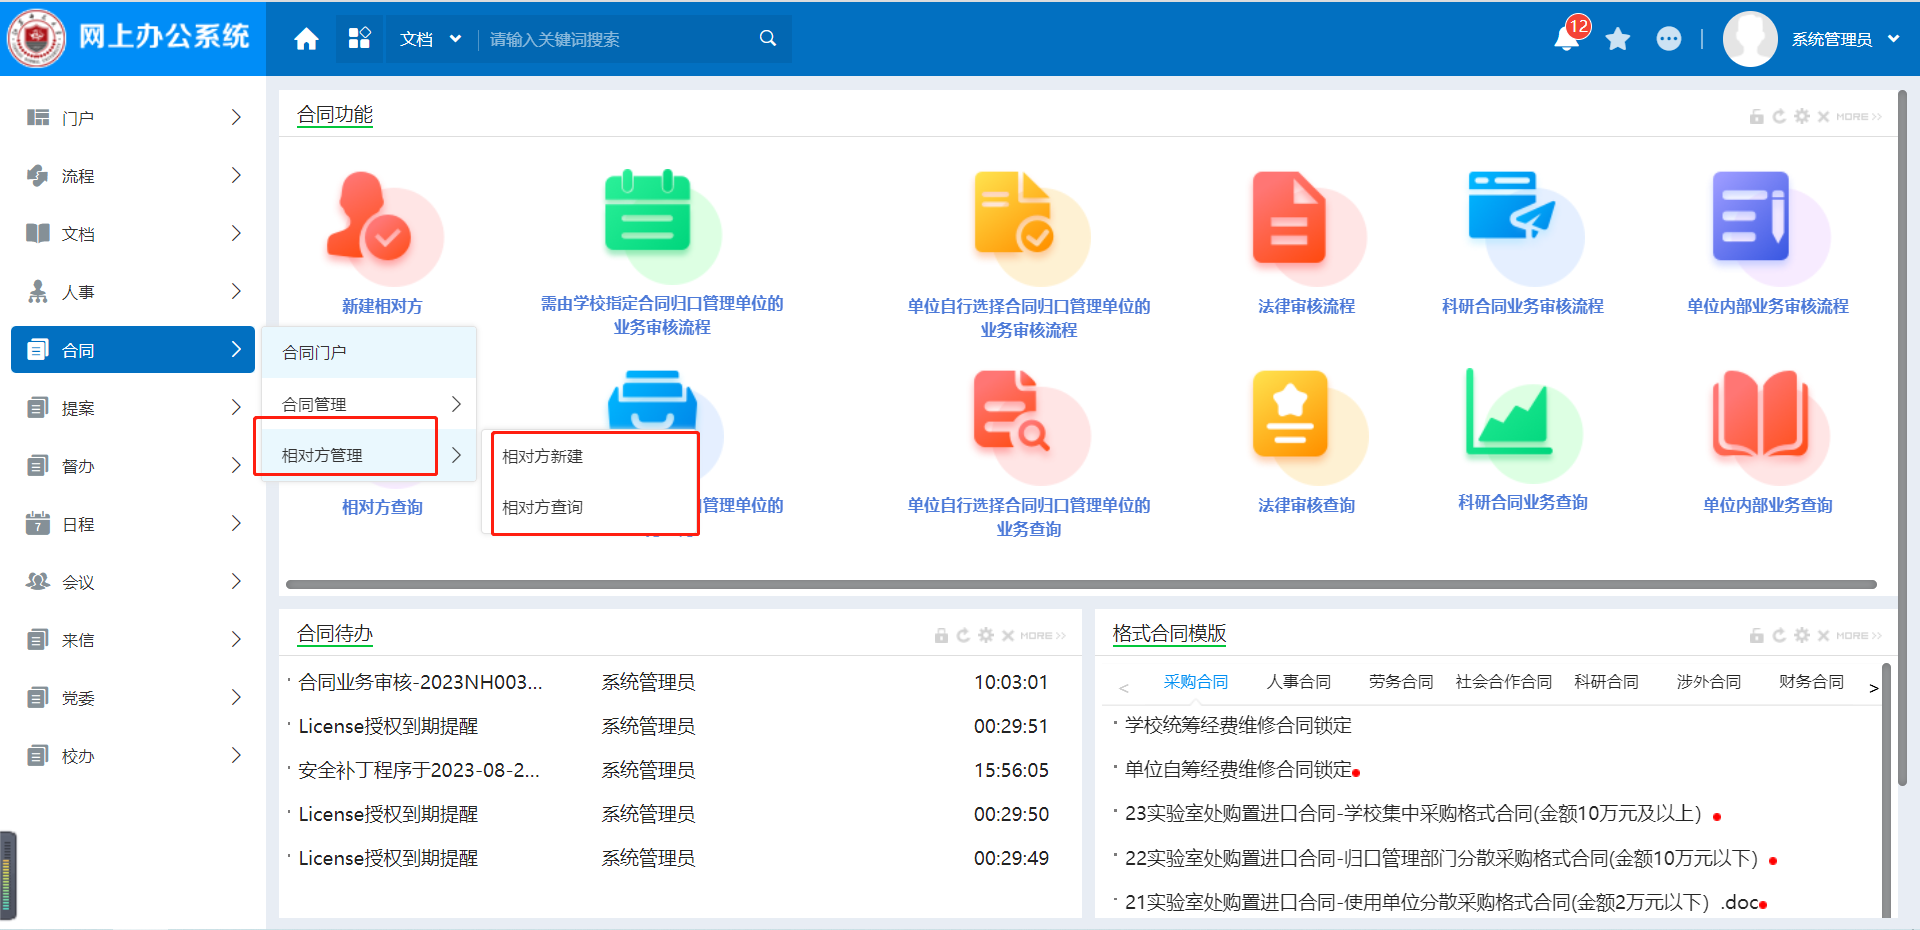 网上办公系统
文档
请输入关键词搜索
12
系统管理员
门户
流程
文档
人事
合同
提案
督办
7
日程
会议
来信
党委
校办
合同门户
合同管理
相对方管理
相对方新建
相对方查询
合同功能
MORE
新建相对方
需由学校指定合同归口管理单位的
业务审核流程
单位自行选择合同归口管理单位的
业务审核流程
法律审核流程
科研合同业务审核流程
单位内部业务审核流程
相对方查询
管理单位的
单位自行选择合同归口管理单位的
业务查询
法律审核查询
科研合同业务查询
单位内部业务查询
合同待办
MORE
合同业务审核-2023NH003... 系统管理员 10:03:01
License授权到期提醒 系统管理员 00:29:51
安全补丁程序于2023-08-2... 系统管理员 15:56:05
License授权到期提醒 系统管理员 00:29:50
License授权到期提醒 系统管理员 00:29:49
格式合同模版
MORE
< 采购合同 人事合同 劳务合同 社会合作合同 科研合同 涉外合同 财务合同 >
学校统筹经费维修合同锁定
单位自筹经费维修合同锁定
23实验室处购置进口合同-学校集中采购格式合同(金额10万元及以上)
22实验室处购置进口合同-归口管理部门分散采购格式合同(金额10万元以下)
21实验室处购置进口合同-使用单位分散采购格式合同(金额2万元以下) .doc